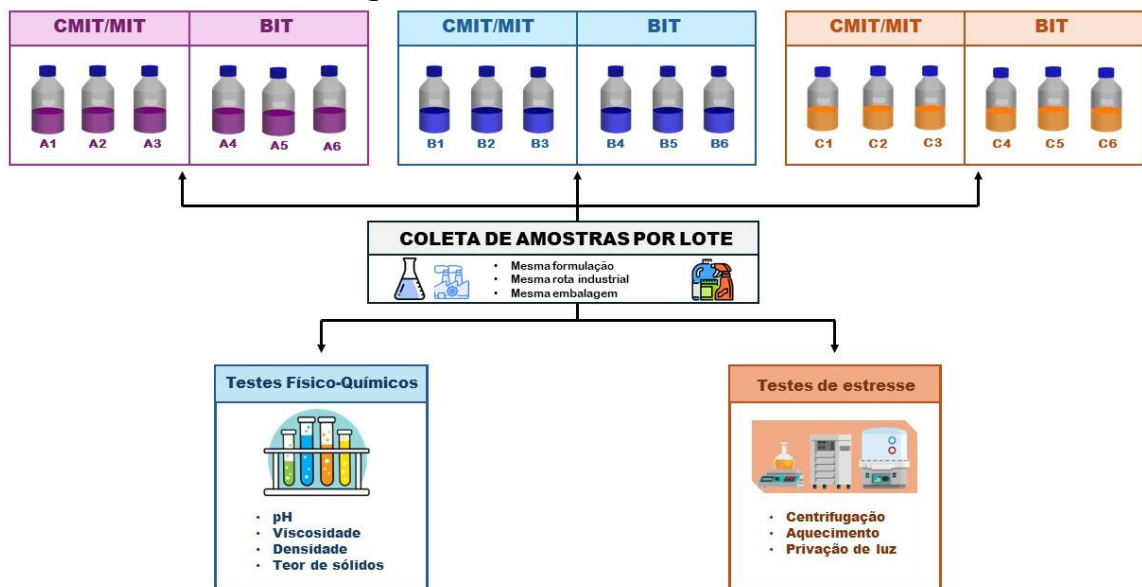 CMIT/MIT BIT
A1 A2 A3 A4 A5 A6
CMIT/MIT BIT
B1 B2 B3 B4 B5 B6
CMIT/MIT BIT
C1 C2 C3 C4 C5 C6
COLETA DE AMOSTRAS POR LOTE
• Mesma formulação
• Mesma rota industrial
• Mesma embalagem
Testes Físico-Químicos
• pH
• Viscosidade
• Densidade
• Teor de sólidos
Testes de estresse
• Centrifugação
• Aquecimento
• Privação de luz